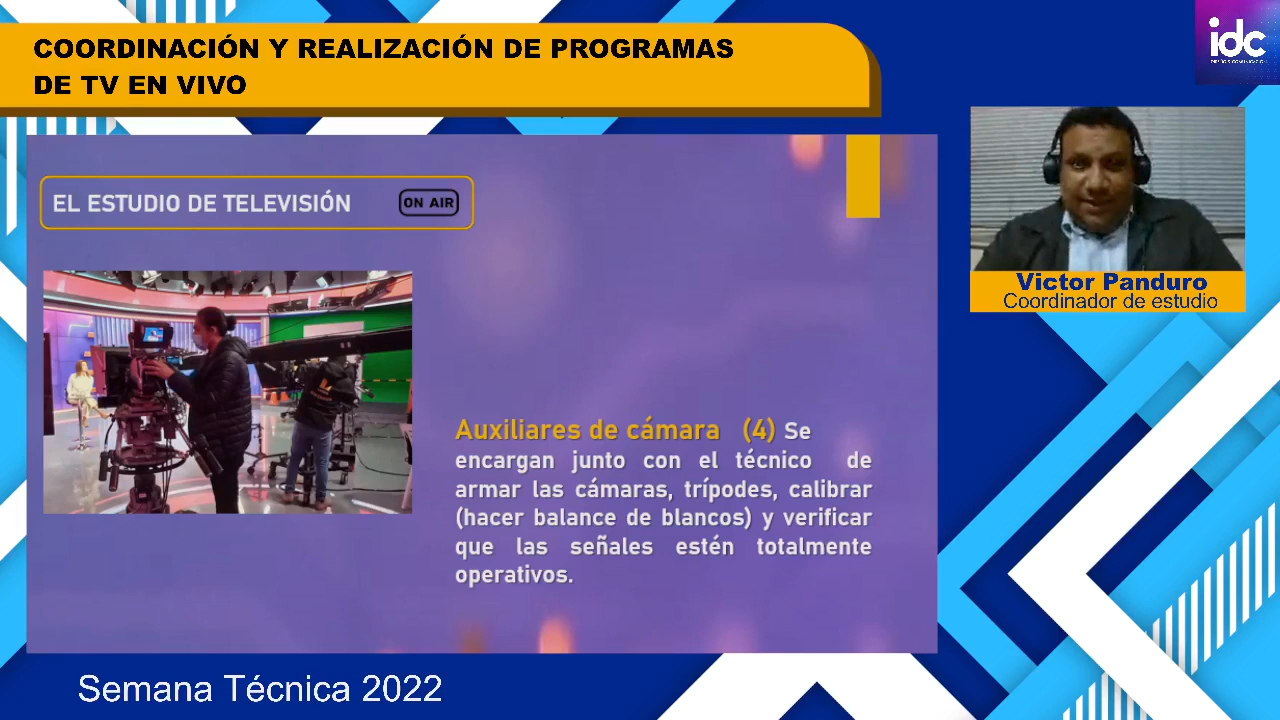 COORDINACIÓN Y REALIZACIÓN DE PROGRAMAS
DE TV EN VIVO
idc
EL ESTUDIO DE TELEVISIÓN
ON AIR
Victor Panduro
Coordinador de estudio
Auxiliares de cámara (4) Se
encargan junto con el técnico de
armar las cámaras, trípodes, calibrar
(hacer balance de blancos) y verificar
que las señales estén totalmente
operativos.
Semana Técnica 2022